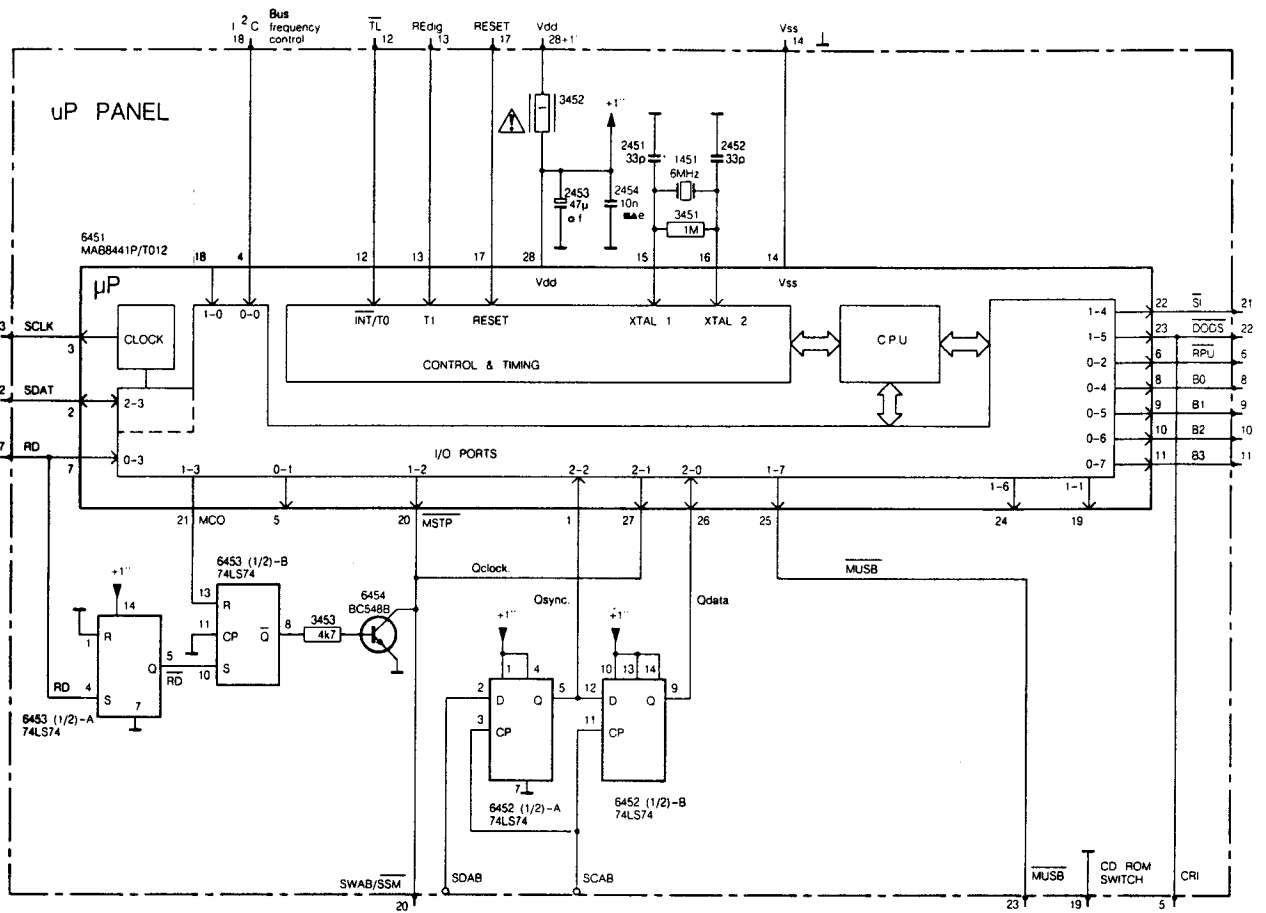 I ²C Bus frequency control
TL REdig RESET Vdd Vss
18 12 13 17 28+1'' 14
uP PANEL
3452
+1''
2451
33p
1451
6MHz
2452
33p
2453
47µ
2454
10n
3451
1M
6451
MAB8441P/T012
18 4 12 13 17 28 15 16 14
µP
Vdd Vss
1-0 0-0 INT/T0 T1 RESET XTAL 1 XTAL 2
CONTROL & TIMING
CPU
CLOCK
3 SCLK 3
2 SDAT 2
7 RD 7
2-3
0-3
I/O PORTS
1-4 22 SI 21
1-5 23 DODS 22
0-2 6 RPU 6
0-4 8 B0 8
0-5 9 B1 9
0-6 10 B2 10
0-7 11 B3 11
1-3 0-1 1-2 2-2 2-1 2-0 1-7 1-6 1-1
21 MCO 5 20 MSTP 1 27 26 25 24 19
Qclock.
Qsync.
Qdata
MUSB
6453 (1/2)-B
74LS74
13 R
11 CP Q 8
10 S
3453
4k7
6454
BC548B
+1''
14
1 R
Q 5
RD
RD 4 S
7
6453 (1/2)-A
74LS74
+1''
1 4
2 D Q 5
3 CP
7
6452 (1/2)-A
74LS74
+1''
10 13 14
12 D Q 9
11 CP
6452 (1/2)-B
74LS74
SWAB/SSM
20
SDAB
SCAB
MUSB
23
CD ROM
SWITCH
19
CRI
5